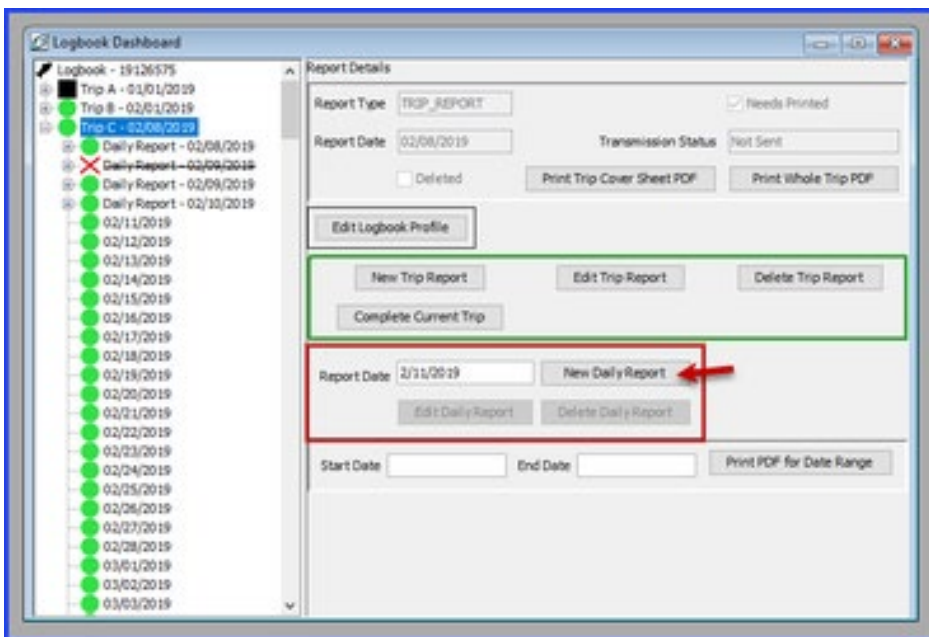 Logbook Dashboard
Logbook - 19126575
Trip A - 01/01/2019
Trip B - 02/01/2019
Trip C - 02/08/2019
Daily Report - 02/08/2019
Daily Report - 02/09/2019
Daily Report - 02/09/2019
Daily Report - 02/10/2019
02/11/2019
02/12/2019
02/13/2019
02/14/2019
02/15/2019
02/16/2019
02/17/2019
02/18/2019
02/19/2019
02/20/2019
02/21/2019
02/22/2019
02/23/2019
02/24/2019
02/25/2019
02/26/2019
02/27/2019
02/28/2019
03/01/2019
03/02/2019
03/03/2019
Report Details
Report Type TRIP_REPORT Needs Printed
Report Date 02/08/2019 Transmission Status Not Sent
Deleted Print Trip Cover Sheet PDF Print Whole Trip PDF
Edit Logbook Profile
New Trip Report Edit Trip Report Delete Trip Report
Complete Current Trip
Report Date 2/11/2019 New Daily Report
Edit Daily Report Delete Daily Report
Start Date End Date Print PDF for Date Range